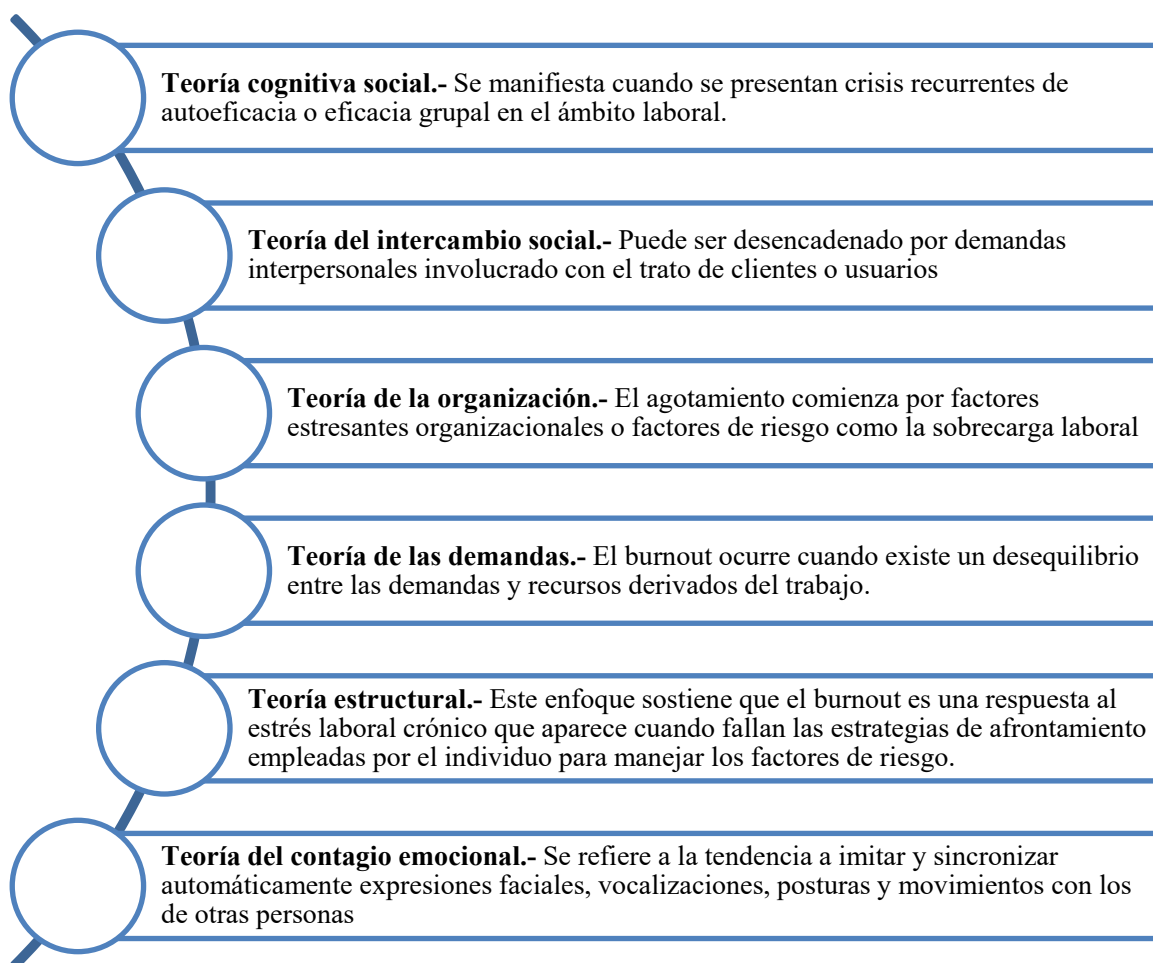 Teoría cognitiva social.- Se manifiesta cuando se presentan crisis recurrentes de
autoeficacia o eficacia grupal en el ámbito laboral.
Teoría del intercambio social.- Puede ser desencadenado por demandas
interpersonales involucrado con el trato de clientes o usuarios
Teoría de la organización.- El agotamiento comienza por factores
estresantes organizacionales o factores de riesgo como la sobrecarga laboral
Teoría de las demandas.- El burnout ocurre cuando existe un desequilibrio
entre las demandas y recursos derivados del trabajo.
Teoría estructural.- Este enfoque sostiene que el burnout es una respuesta al
estrés laboral crónico que aparece cuando fallan las estrategias de afrontamiento
empleadas por el individuo para manejar los factores de riesgo.
Teoría del contagio emocional.- Se refiere a la tendencia a imitar y sincronizar
automáticamente expresiones faciales, vocalizaciones, posturas y movimientos con los
de otras personas